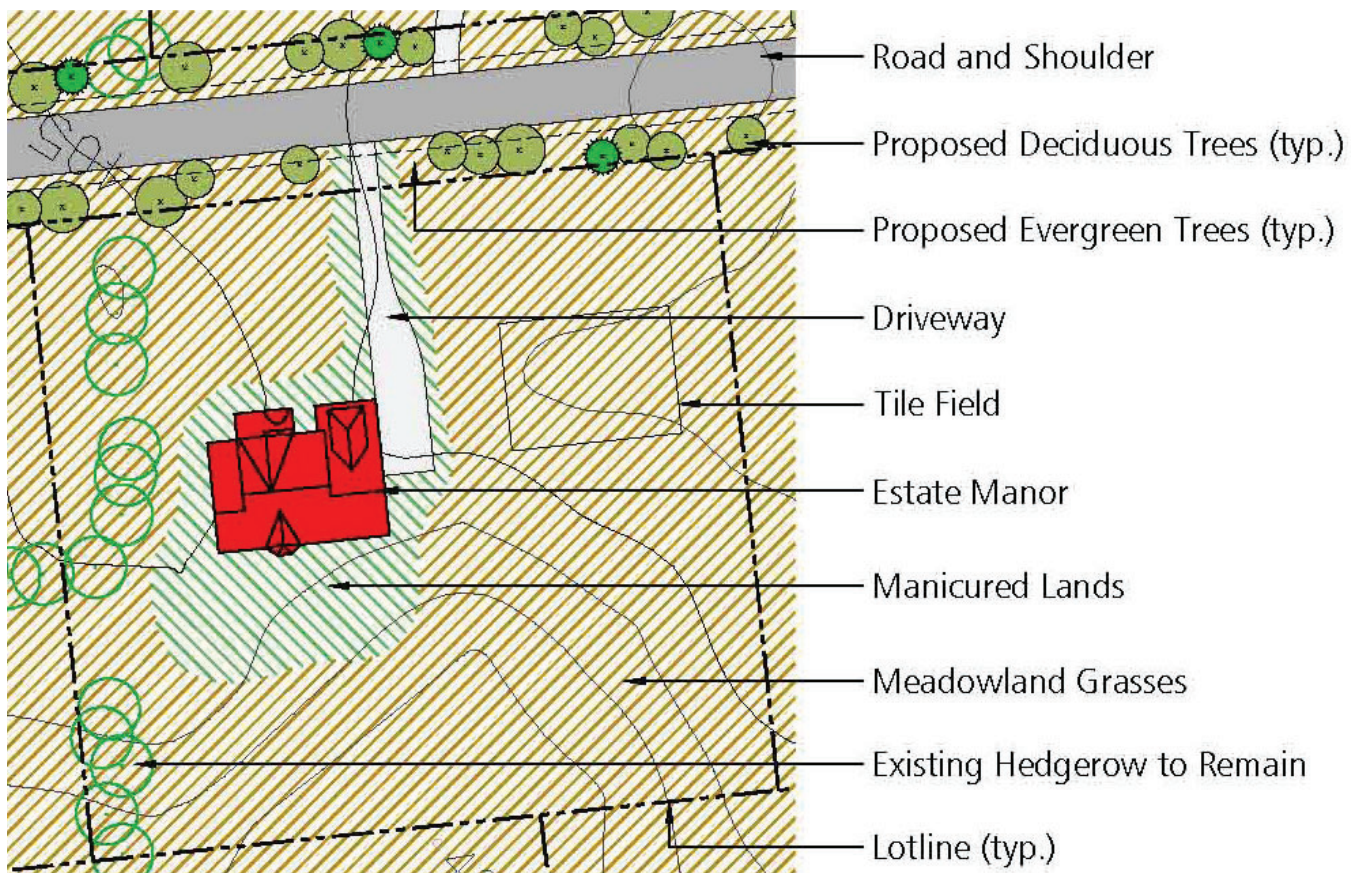 Road and Shoulder
Proposed Deciduous Trees (typ.)
Proposed Evergreen Trees (typ.)
Driveway
Tile Field
Estate Manor
Manicured Lands
Meadowland Grasses
Existing Hedgerow to Remain
Lotline (typ.)